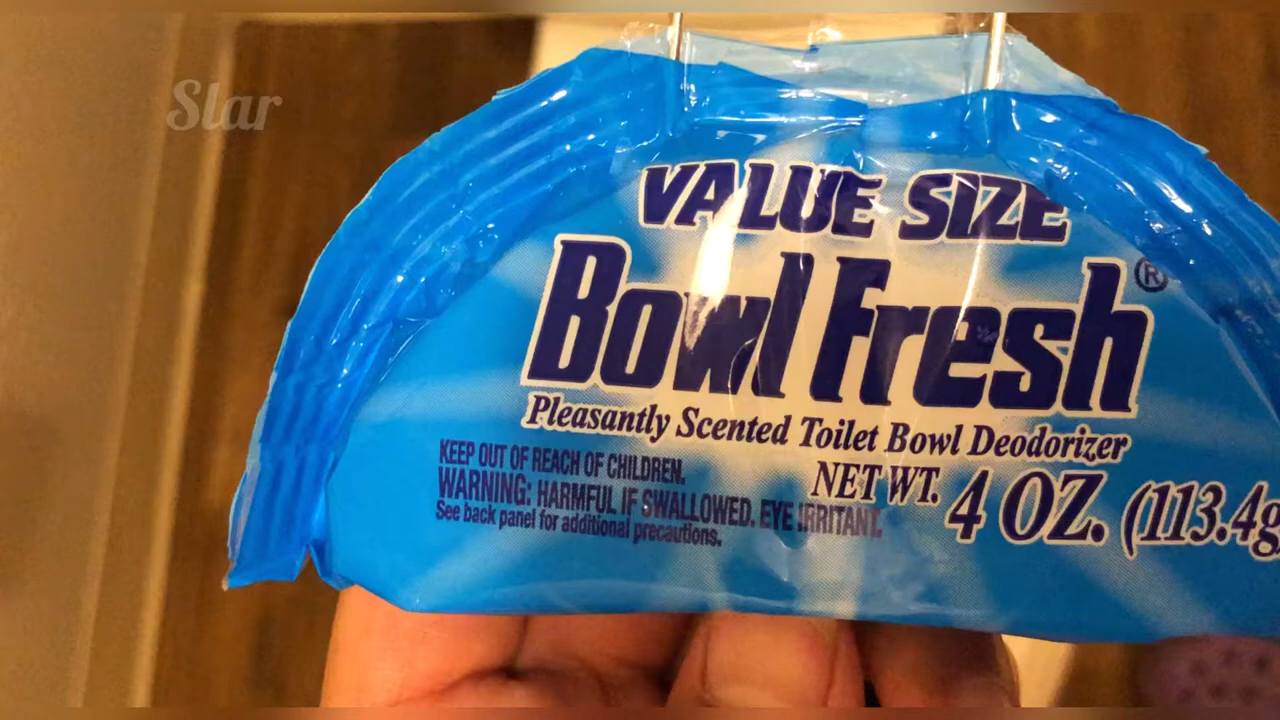 Slar
VALUE SIZE
Bowl Fresh®
Pleasantly Scented Toilet Bowl Deodorizer
KEEP OUT OF REACH OF CHILDREN.
WARNING: HARMFUL IF SWALLOWED. EYE IRRITANT.
See back panel for additional precautions.
NET WT. 4 OZ. (113.4g